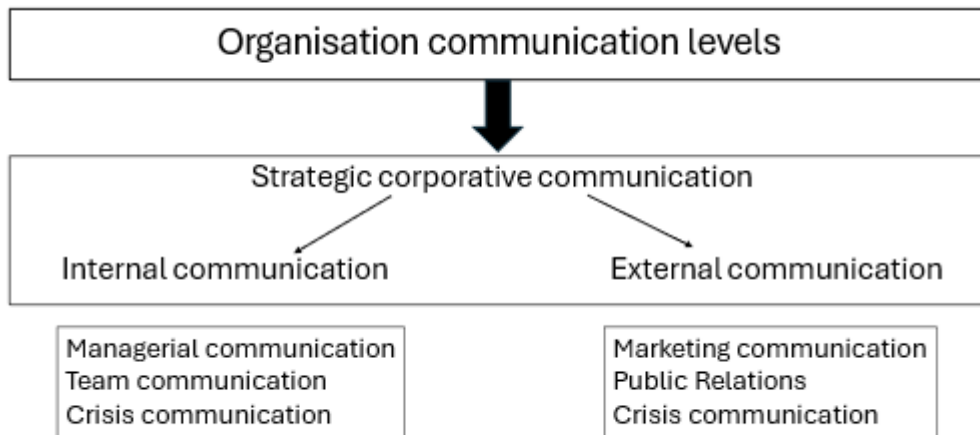 Organisation communication levels
Strategic corporative communication
Internal communication
External communication
Managerial communication
Team communication
Crisis communication
Marketing communication
Public Relations
Crisis communication